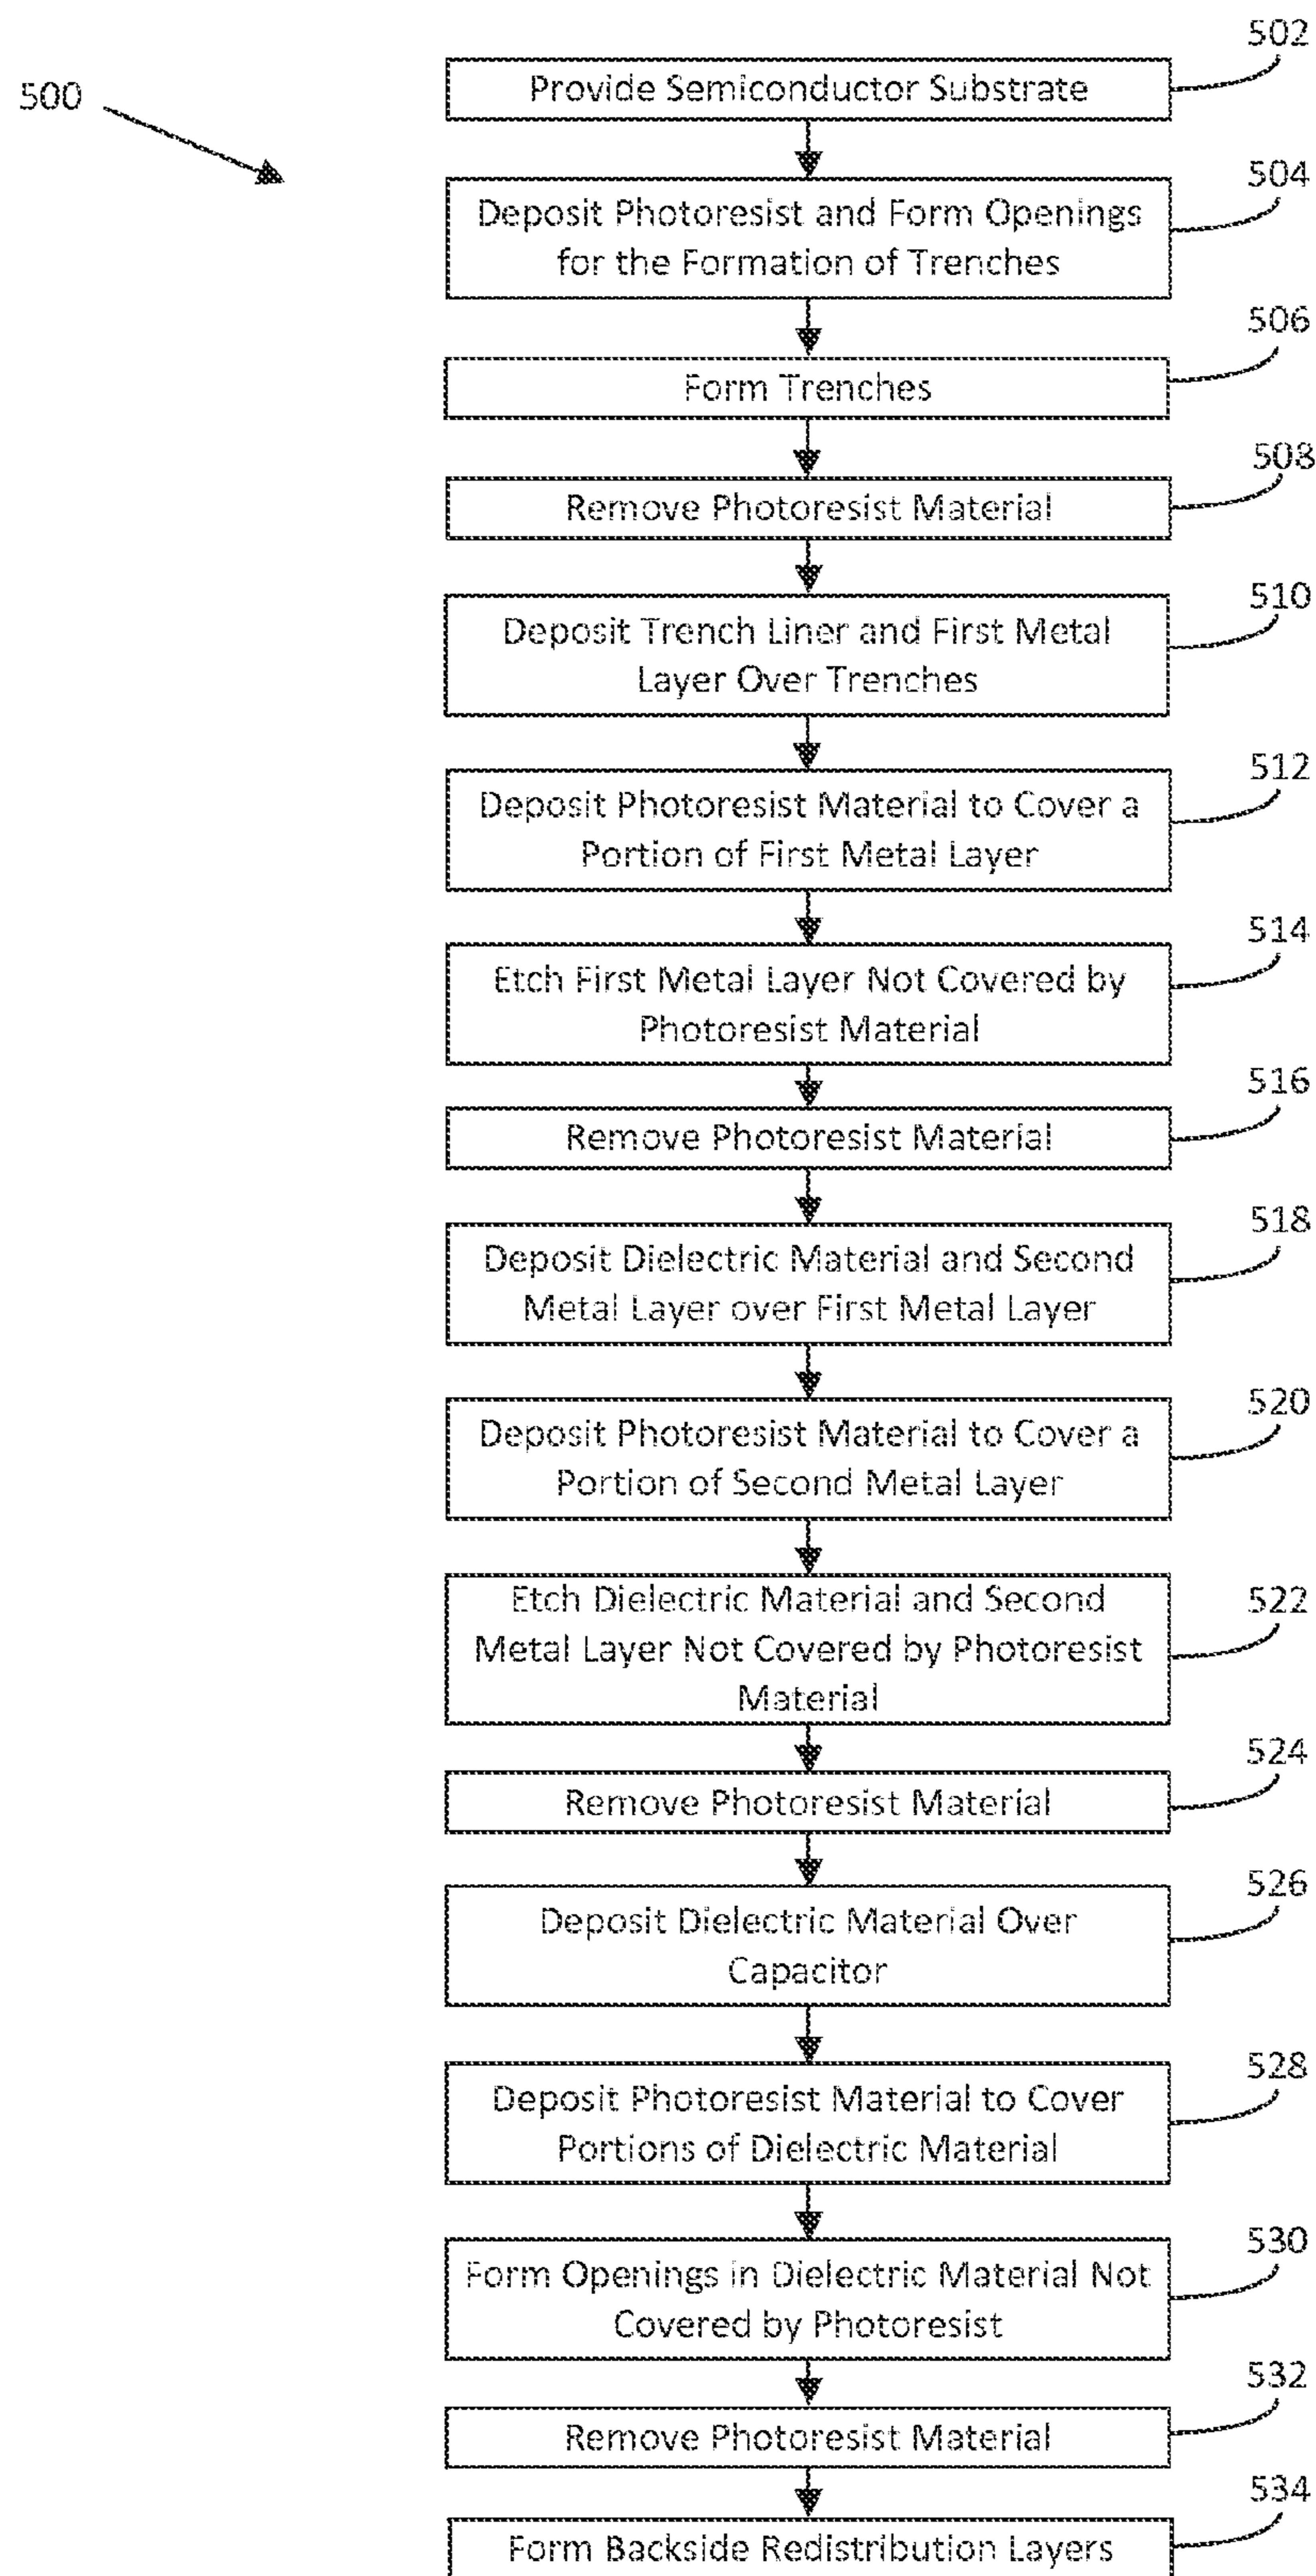 502
500
Provide Semiconductor Substrate
504
Deposit Photoresist and Form Openings
for the Formation of Trenches
506
Form Trenches
508
Remove Photoresist Material
510
Deposit Trench Liner and First Metal
Layer Over Trenches
512
Deposit Photoresist Material to Cover a
Portion of First Metal Layer
514
Etch First Metal Layer Not Covered by
Photoresist Material
516
Remove Photoresist Material
518
Deposit Dielectric Material and Second
Metal Layer over First Metal Layer
520
Deposit Photoresist Material to Cover a
Portion of Second Metal Layer
522
Etch Dielectric Material and Second
Metal Layer Not Covered by Photoresist
Material
524
Remove Photoresist Material
526
Deposit Dielectric Material Over
Capacitor
528
Deposit Photoresist Material to Cover
Portions of Dielectric Material
530
Form Openings in Dielectric Material Not
Covered by Photoresist
532
Remove Photoresist Material
534
Form Backside Redistribution Layers